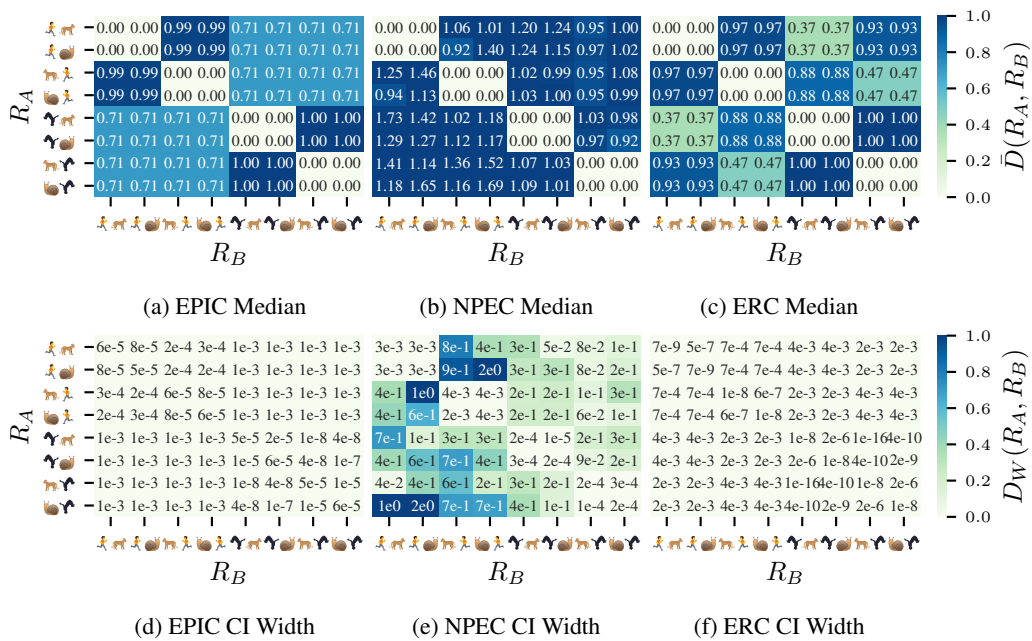 R_A
0.00 0.00 0.99 0.99 0.71 0.71 0.71 0.71
0.00 0.00 0.99 0.99 0.71 0.71 0.71 0.71
0.99 0.99 0.00 0.00 0.71 0.71 0.71 0.71
0.99 0.99 0.00 0.00 0.71 0.71 0.71 0.71
0.71 0.71 0.71 0.71 0.00 0.00 1.00 1.00
0.71 0.71 0.71 0.71 0.00 0.00 1.00 1.00
0.71 0.71 0.71 0.71 1.00 1.00 0.00 0.00
0.71 0.71 0.71 0.71 1.00 1.00 0.00 0.00
R_B
(a) EPIC Median
0.00 0.00 1.06 1.01 1.20 1.24 0.95 1.00
0.00 0.00 0.92 1.40 1.24 1.15 0.97 1.02
1.25 1.46 0.00 0.00 1.02 0.99 0.95 1.08
0.94 1.13 0.00 0.00 1.03 1.00 0.95 0.99
1.73 1.42 1.02 1.18 0.00 0.00 1.03 0.98
1.29 1.27 1.12 1.17 0.00 0.00 0.97 0.92
1.41 1.14 1.36 1.52 1.07 1.03 0.00 0.00
1.18 1.65 1.16 1.69 1.09 1.01 0.00 0.00
R_B
(b) NPEC Median
0.00 0.00 0.97 0.97 0.37 0.37 0.93 0.93
0.00 0.00 0.97 0.97 0.37 0.37 0.93 0.93
0.97 0.97 0.00 0.00 0.88 0.88 0.47 0.47
0.97 0.97 0.00 0.00 0.88 0.88 0.47 0.47
0.37 0.37 0.88 0.88 0.00 0.00 1.00 1.00
0.37 0.37 0.88 0.88 0.00 0.00 1.00 1.00
0.93 0.93 0.47 0.47 1.00 1.00 0.00 0.00
0.93 0.93 0.47 0.47 1.00 1.00 0.00 0.00
R_B
(c) ERC Median
1.0
0.8
0.6
0.4
0.2
0.0
D̄(R_A, R_B)
R_A
6e-5 8e-5 2e-4 3e-4 1e-3 1e-3 1e-3 1e-3
8e-5 5e-5 2e-4 2e-4 1e-3 1e-3 1e-3 1e-3
3e-4 2e-4 6e-5 8e-5 1e-3 1e-3 1e-3 1e-3
2e-4 3e-4 8e-5 6e-5 1e-3 1e-3 1e-3 1e-3
1e-3 1e-3 1e-3 1e-3 5e-5 2e-5 1e-8 4e-8
1e-3 1e-3 1e-3 1e-3 1e-5 6e-5 4e-8 1e-7
1e-3 1e-3 1e-3 1e-3 1e-8 4e-8 5e-5 1e-5
1e-3 1e-3 1e-3 1e-3 4e-8 1e-7 1e-5 6e-5
R_B
(d) EPIC CI Width
3e-3 3e-3 8e-1 4e-1 3e-1 5e-2 8e-2 1e-1
3e-3 3e-3 9e-1 2e0 3e-1 3e-1 8e-2 2e-1
4e-1 1e0 4e-3 4e-3 2e-1 2e-1 1e-1 3e-1
4e-1 6e-1 2e-3 4e-3 2e-1 2e-1 6e-2 1e-1
7e-1 1e-1 3e-1 3e-1 2e-4 1e-5 2e-1 3e-1
4e-1 6e-1 7e-1 4e-1 3e-4 2e-4 9e-2 2e-1
4e-2 4e-1 6e-1 2e-1 3e-1 2e-1 2e-4 3e-4
1e0 2e0 7e-1 7e-1 4e-1 1e-1 1e-4 2e-4
R_B
(e) NPEC CI Width
7e-9 5e-7 7e-4 7e-4 4e-3 4e-3 2e-3 2e-3
5e-7 7e-9 7e-4 7e-4 4e-3 4e-3 2e-3 2e-3
7e-4 7e-4 1e-8 6e-7 2e-3 2e-3 4e-3 4e-3
7e-4 7e-4 6e-7 1e-8 2e-3 2e-3 4e-3 4e-3
4e-3 4e-3 2e-3 2e-3 1e-8 2e-6 1e-16 4e-10
4e-3 4e-3 2e-3 2e-3 2e-6 1e-8 4e-10 2e-9
2e-3 2e-3 4e-3 4e-3 1e-16 4e-10 1e-8 2e-6
2e-3 2e-3 4e-3 4e-3 4e-10 2e-9 2e-6 1e-8
R_B
(f) ERC CI Width
1.0
0.8
0.6
0.4
0.2
0.0
D_W(R_A, R_B)